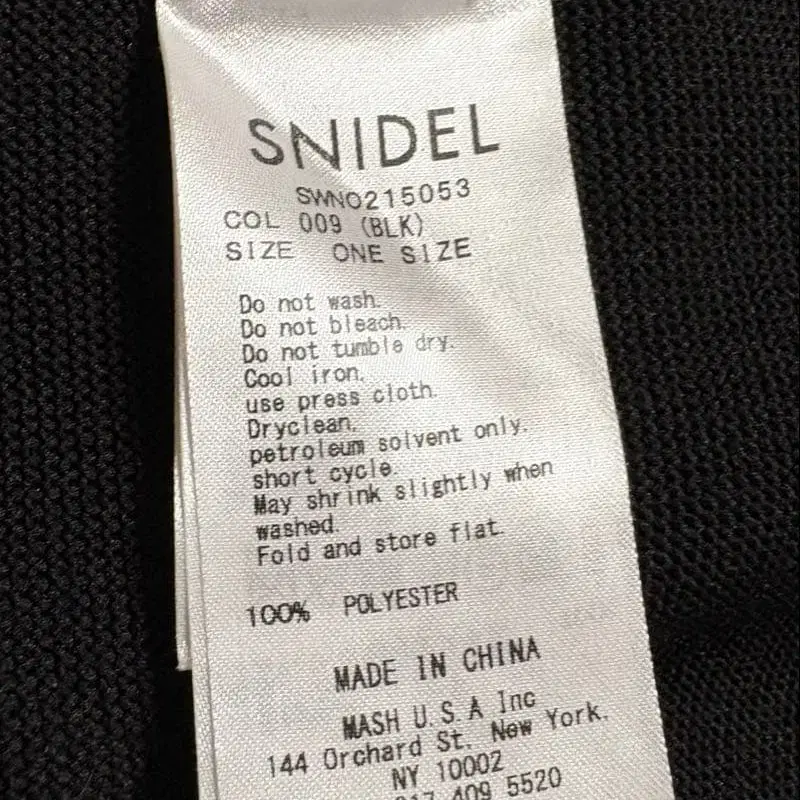 SNIDEL
SWNO215053
COL 009 (BLK)
SIZE ONE SIZE
Do not wash.
Do not bleach.
Do not tumble dry.
Cool iron.
use press cloth.
Dryclean.
petroleum solvent only.
short cycle.
May shrink slightly when
washed.
Fold and store flat.
100% POLYESTER
MADE IN CHINA
MASH U.S.A Inc
144 Orchard St. New York.
NY 10002
409 5520